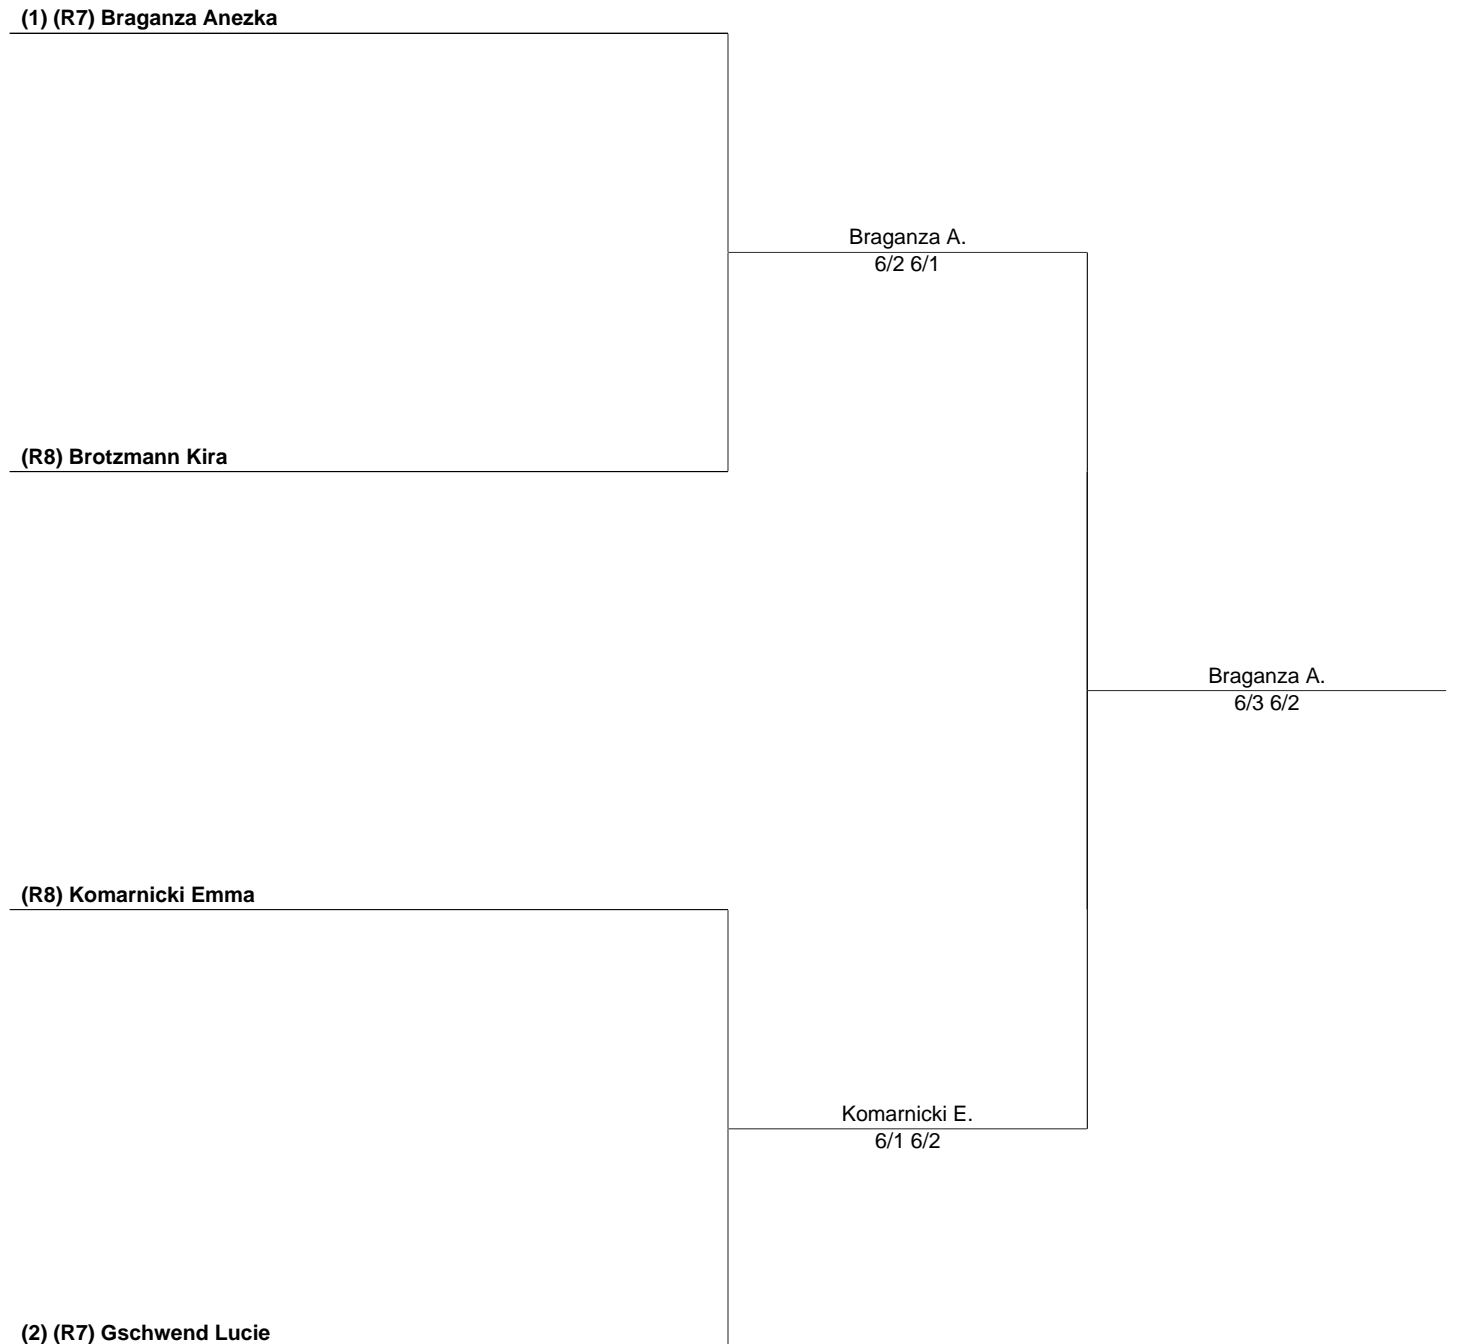 (1) (R7) Braganza Anezka
Braganza A.
6/2 6/1
(R8) Brotzmann Kira
Braganza A.
6/3 6/2
(R8) Komarnicki Emma
Komarnicki E.
6/1 6/2
(2) (R7) Gschwend Lucie